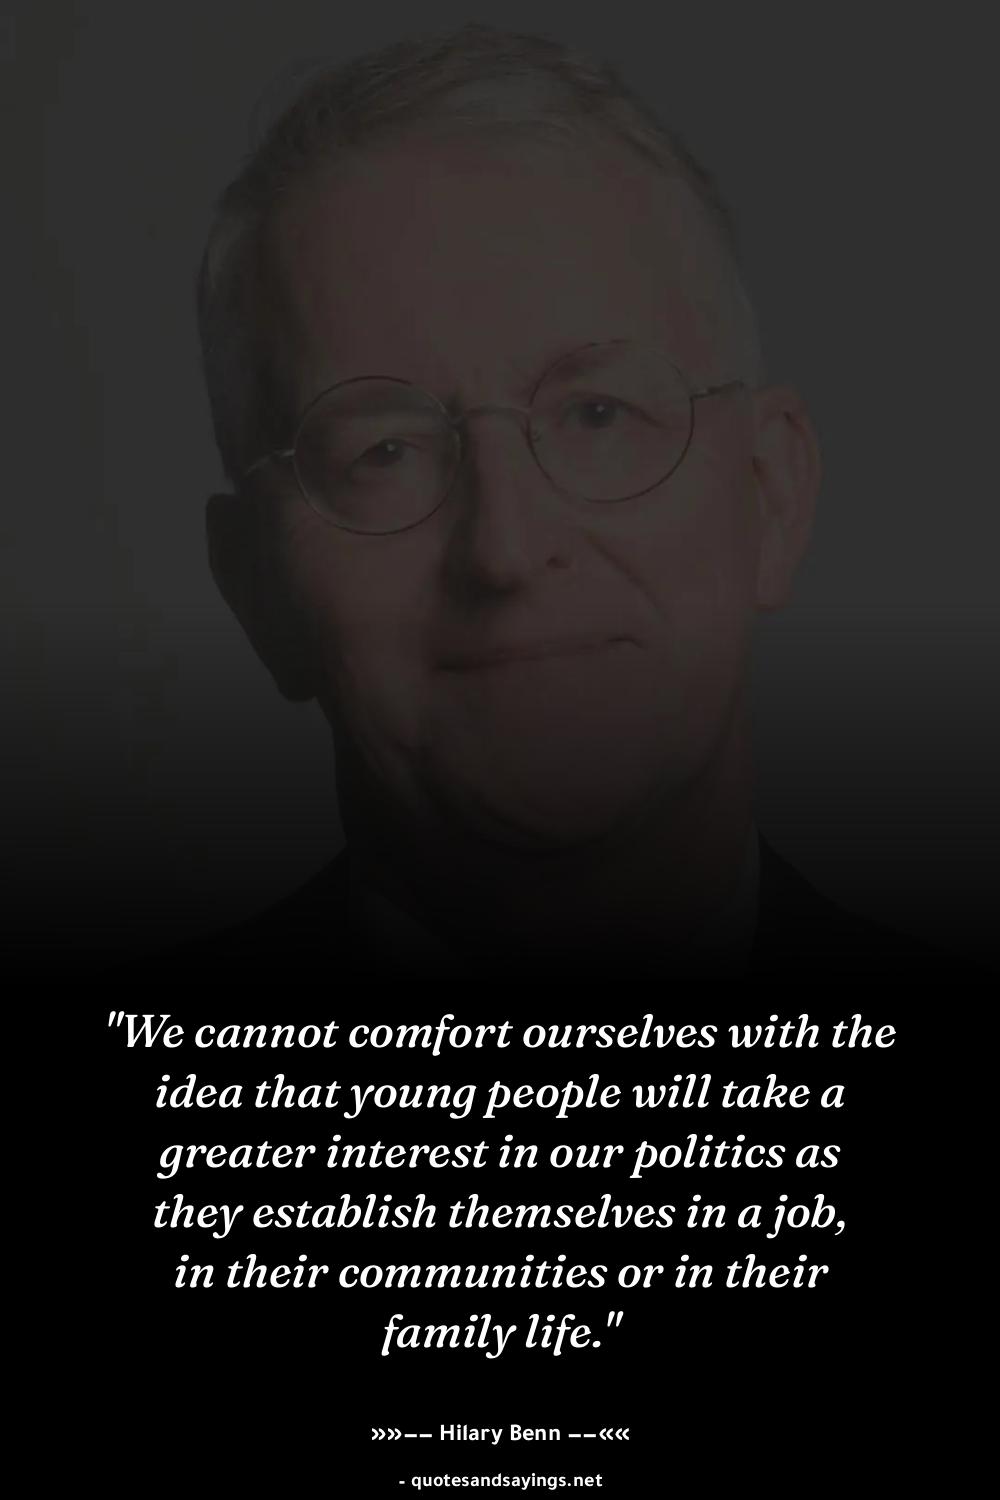 "We cannot comfort ourselves with the
idea that young people will take a
greater interest in our politics as
they establish themselves in a job,
in their communities or in their
family life."
»»-- Hilary Benn --««
- quotesandsayings.net